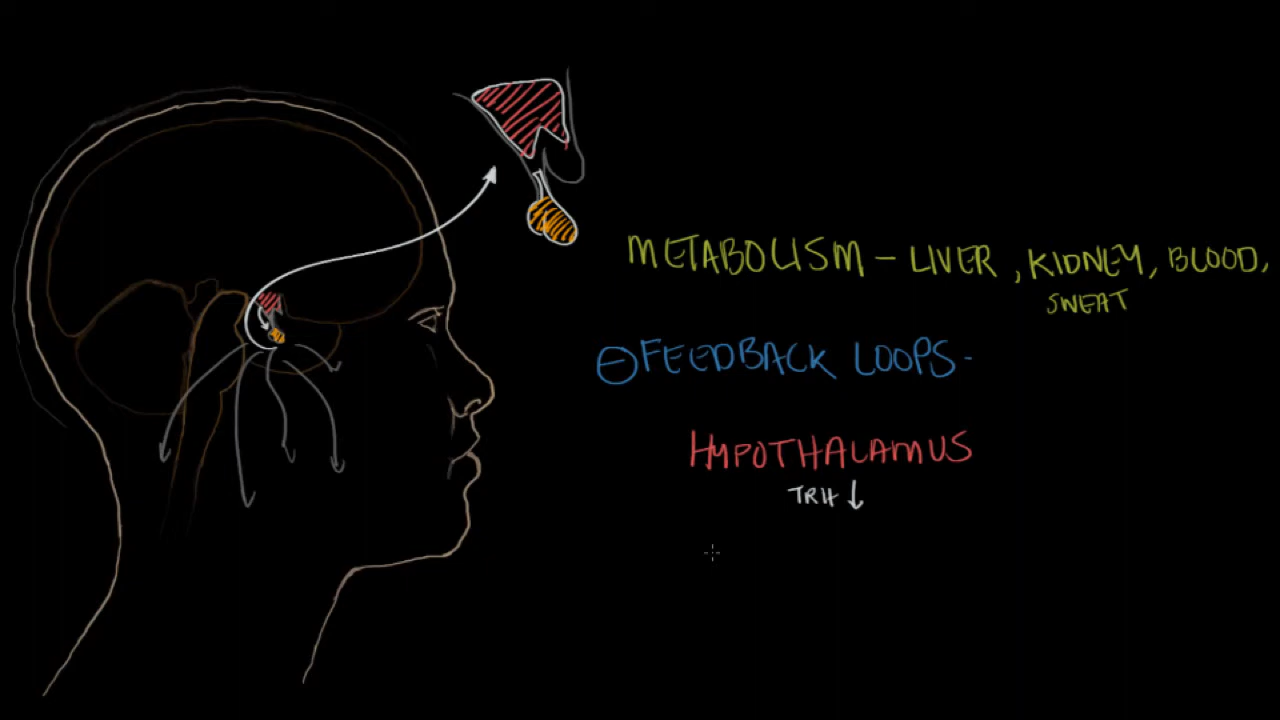 METABOLISM - LIVER, KIDNEY, BLOOD,
SWEAT
⊖FEEDBACK LOOPS-
HYPOTHALAMUS
TRH ↓